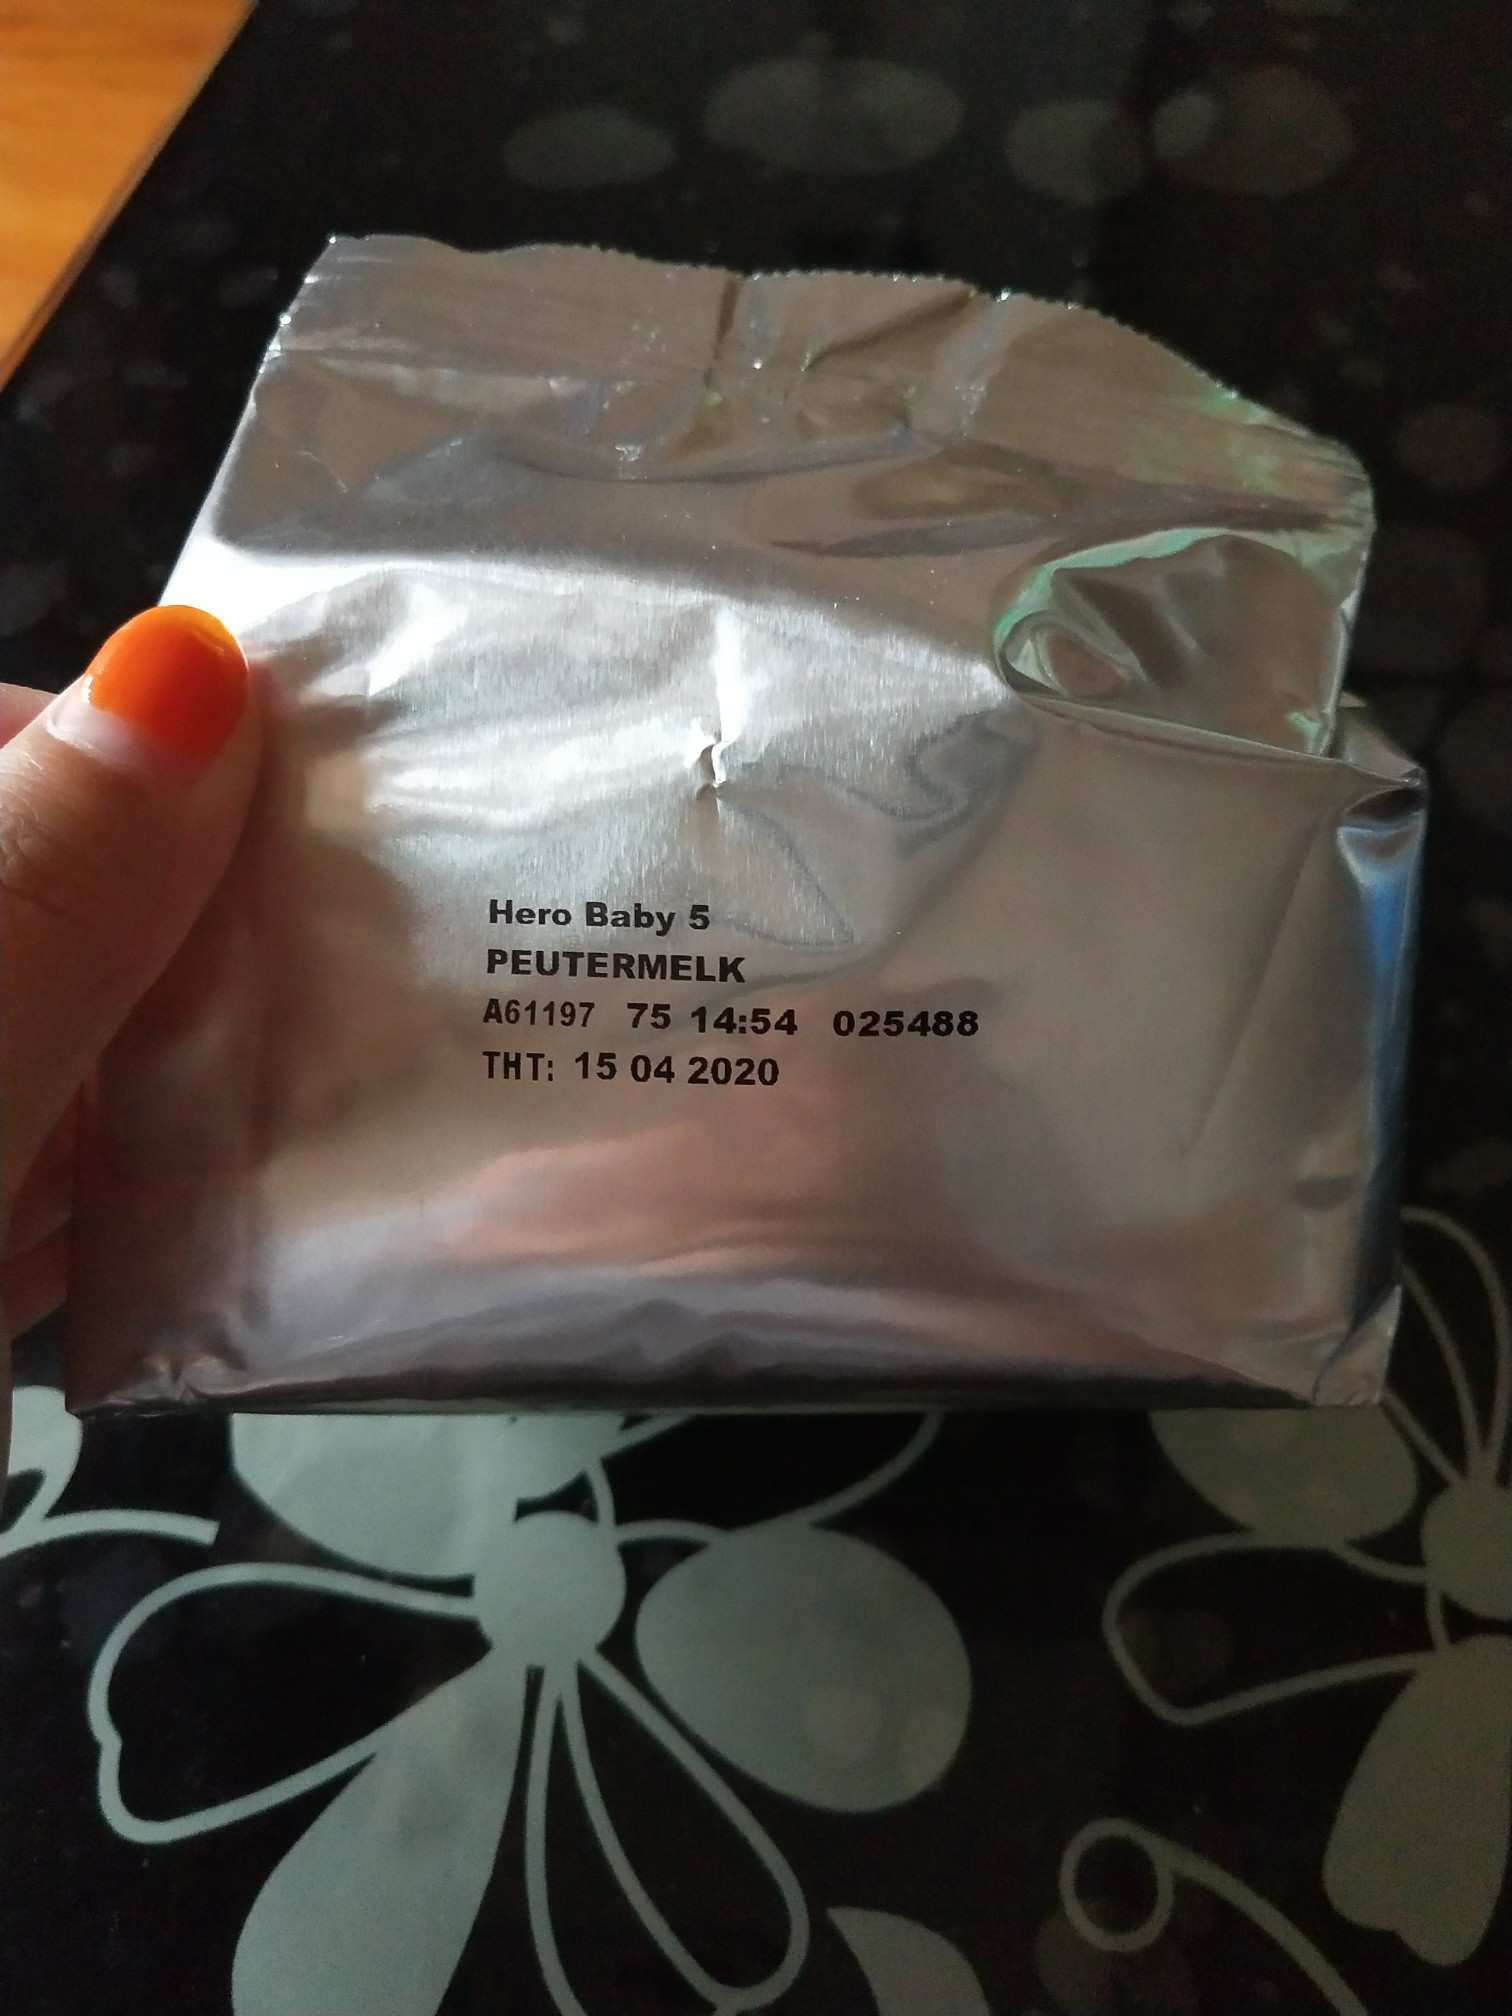 Hero Baby 5
PEUTERMELK
A61197 75 14:54 025488
THT: 15 04 2020